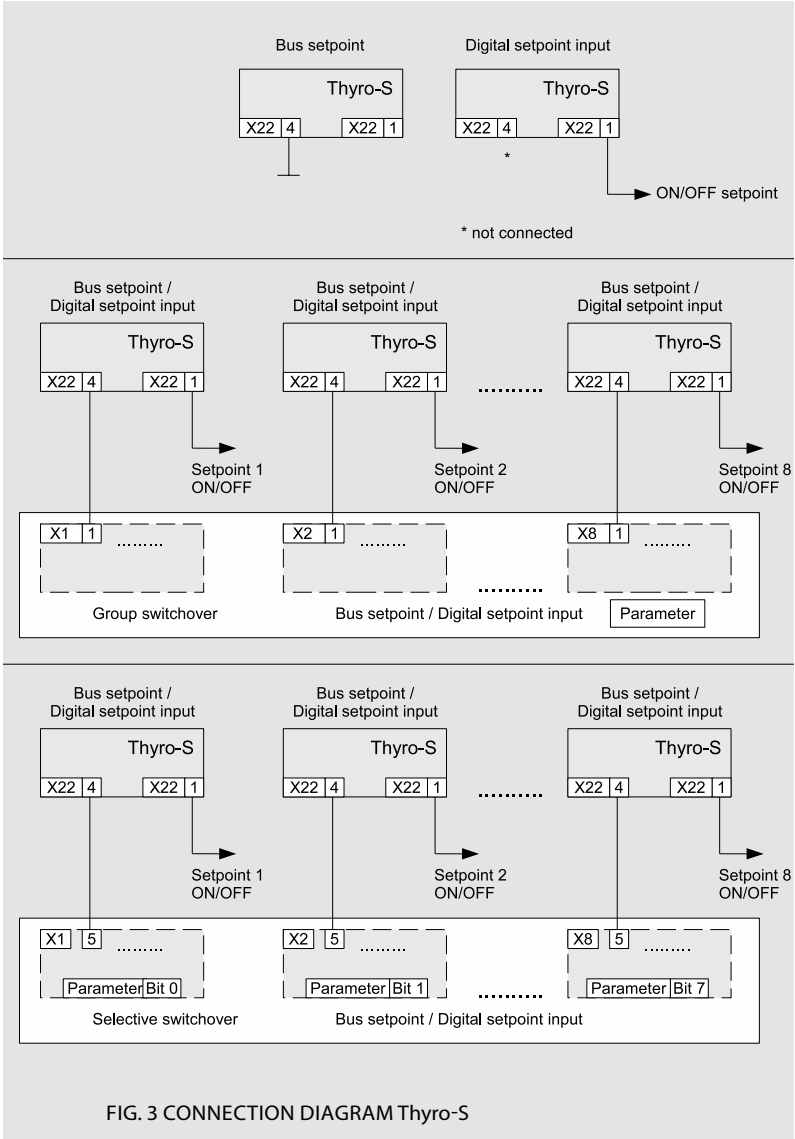 Bus setpoint Digital setpoint input
Thyro-S Thyro-S
X22 4 X22 1 X22 4 X22 1
*
ON/OFF setpoint
* not connected
Bus setpoint / Bus setpoint / Bus setpoint /
Digital setpoint input Digital setpoint input Digital setpoint input
Thyro-S Thyro-S Thyro-S
X22 4 X22 1 X22 4 X22 1 .......... X22 4 X22 1
Setpoint 1 Setpoint 2 Setpoint 8
ON/OFF ON/OFF ON/OFF
X1 1 ......... X2 1 ......... X8 1 .........
..........
Group switchover Bus setpoint / Digital setpoint input Parameter
Bus setpoint / Bus setpoint / Bus setpoint /
Digital setpoint input Digital setpoint input Digital setpoint input
Thyro-S Thyro-S Thyro-S
X22 4 X22 1 X22 4 X22 1 .......... X22 4 X22 1
Setpoint 1 Setpoint 2 Setpoint 8
ON/OFF ON/OFF ON/OFF
X1 5 ......... X2 5 ......... X8 5 .........
Parameter Bit 0 Parameter Bit 1 .......... Parameter Bit 7
Selective switchover Bus setpoint / Digital setpoint input
FIG. 3 CONNECTION DIAGRAM Thyro-S